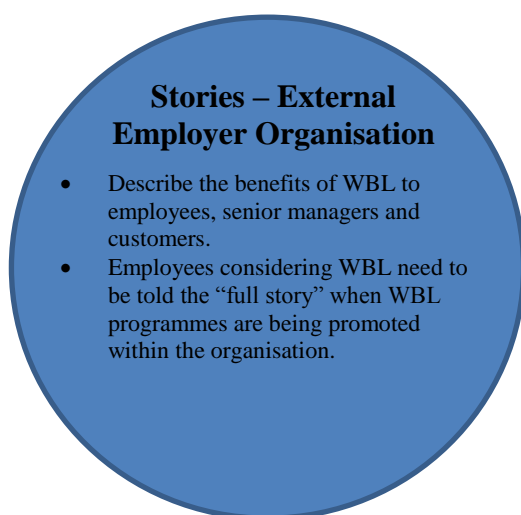 Stories – External
Employer Organisation
• Describe the benefits of WBL to
employees, senior managers and
customers.
• Employees considering WBL need to
be told the “full story” when WBL
programmes are being promoted
within the organisation.